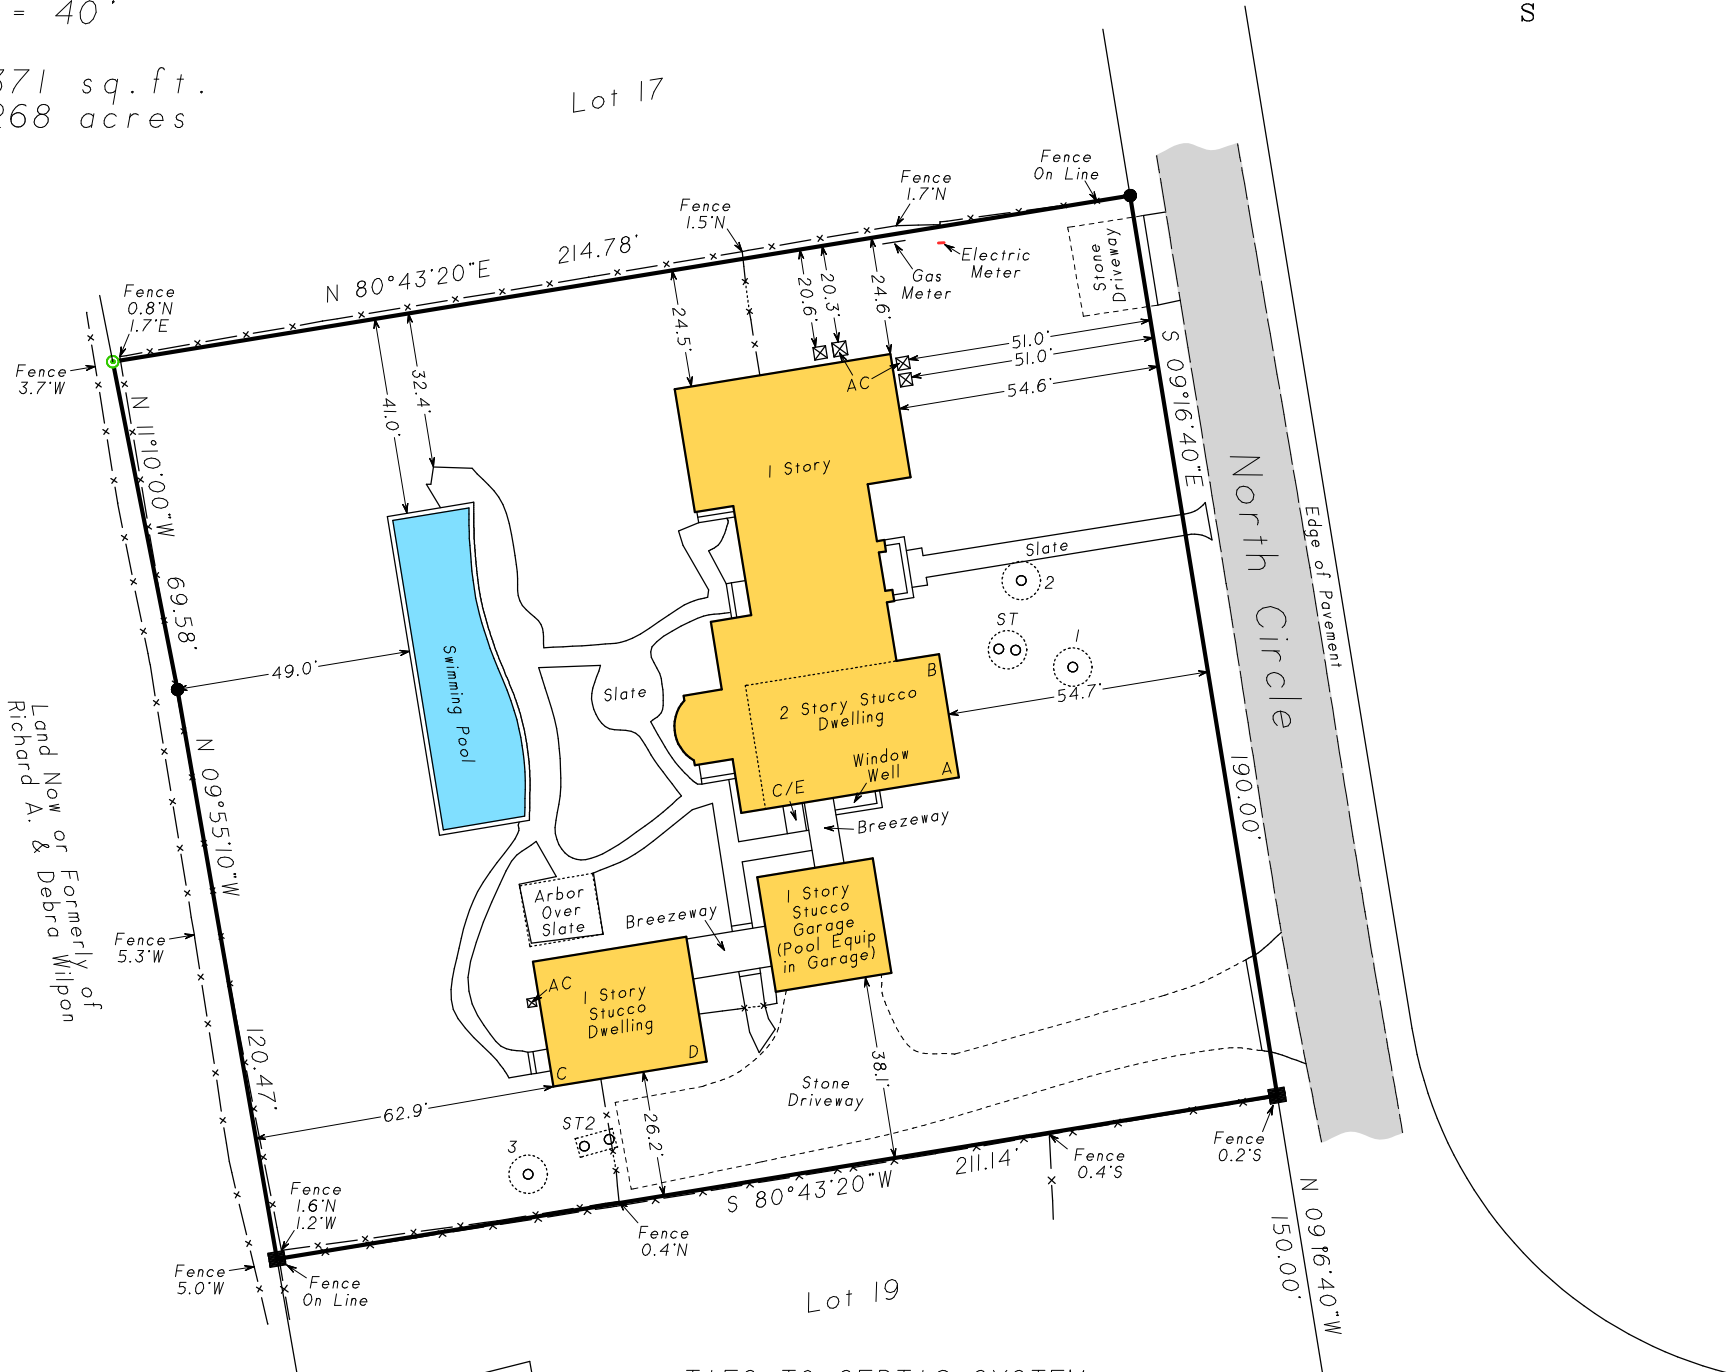 = 40'
S
371 sq.ft.
268 acres
Lot 17
Fence
On Line
Fence
1.7'N
Fence
1.5'N
214.78'
N 80°43'20"E
Fence
0.8'N
1.7'E
Fence
3.7'W
Electric
Meter
Gas
Meter
Stone
Driveway
20.6'
20.3'
24.6'
24.5'
32.4'
41.0'
51.0'
51.0'
54.6'
AC
1 Story
N 11°10'00"W
69.58'
S 09°16'40"E
190.00'
North Circle
Edge of Pavement
Slate
2
ST
1
54.7'
49.0'
Swimming Pool
Slate
B
2 Story Stucco
Dwelling
Window
Well
A
C/E
Breezeway
Land Now or Formerly of
Richard A. & Debra Wilpon
N 09°55'10"W
120.47'
Fence
5.3'W
Arbor
Over
Slate
Breezeway
1 Story
Stucco
Garage
(Pool Equip
in Garage)
AC
1 Story
Stucco
Dwelling
D
C
62.9'
38.1'
26.2'
Stone
Driveway
ST2
3
211.14'
S 80°43'20"W
Fence
0.4'S
Fence
0.2'S
Fence
1.6'N
1.2'W
Fence
0.4'N
Fence
5.0'W
Fence
On Line
N 09°16'40"W
150.00'
Lot 19
TIES TO SEPTIC SYSTEM